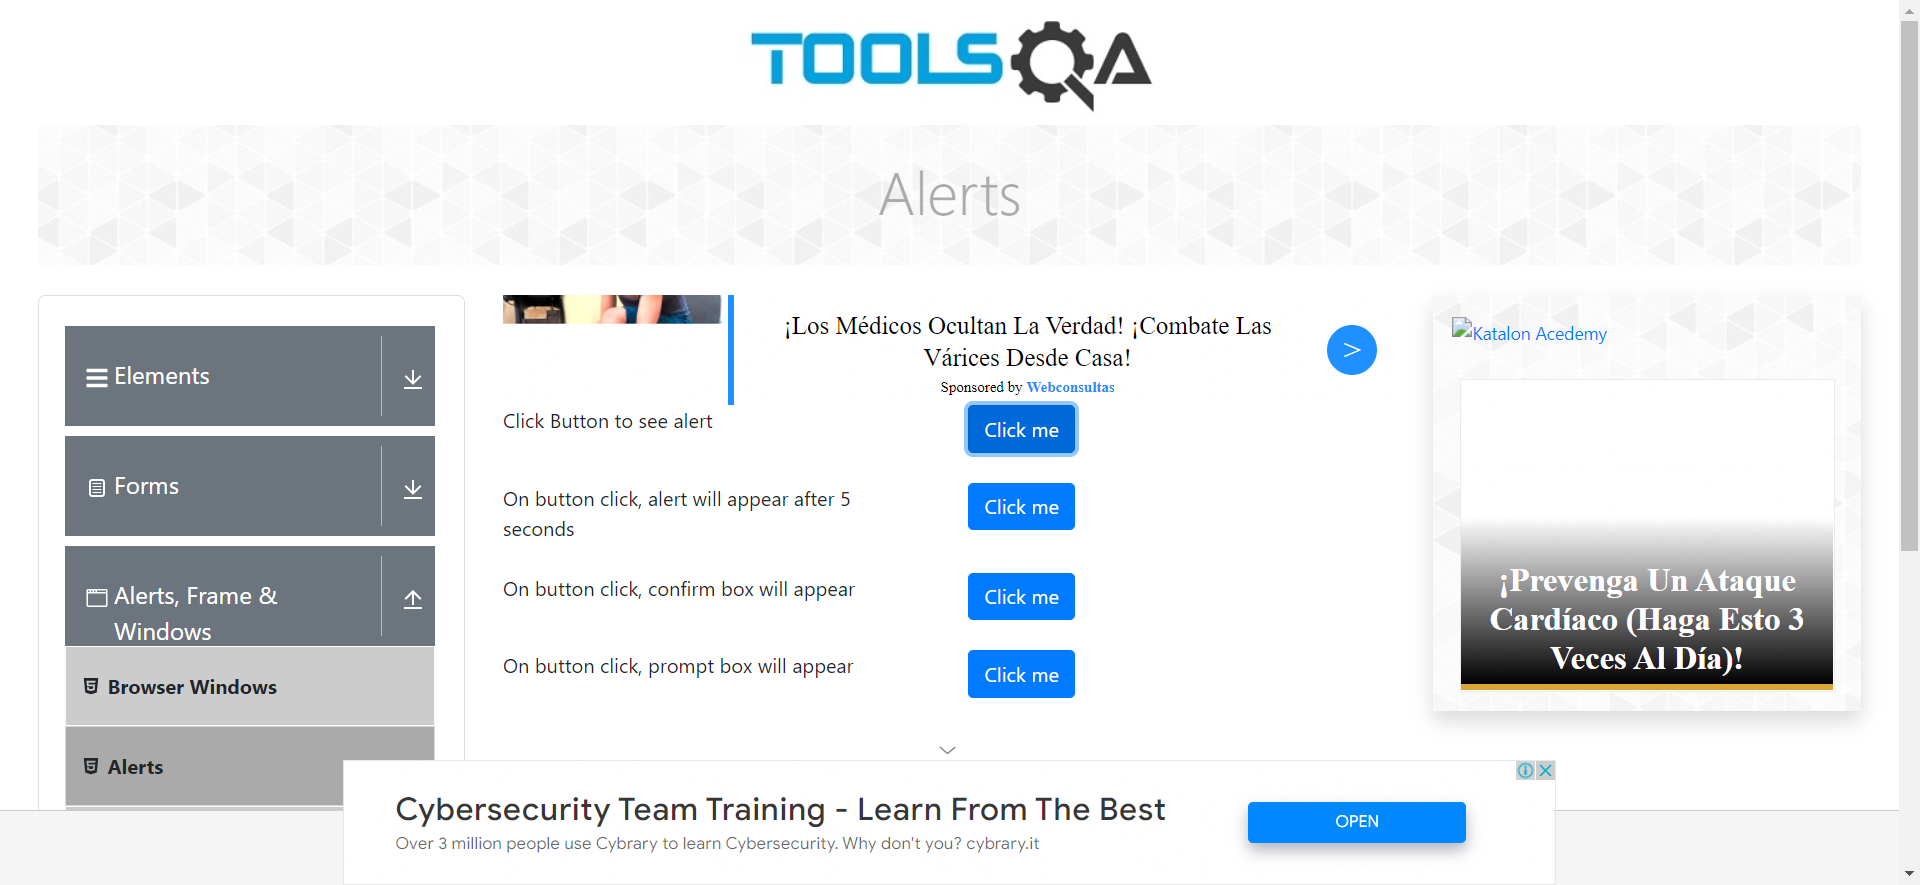 TOOLSQA
Alerts
Elements
Forms
Alerts, Frame &
Windows
Browser Windows
Alerts
¡Los Médicos Ocultan La Verdad! ¡Combate Las
Várices Desde Casa!
Sponsored by Webconsultas
>
Click Button to see alert
Click me
On button click, alert will appear after 5
seconds
Click me
On button click, confirm box will appear
Click me
On button click, prompt box will appear
Click me
Katalon Acedemy
¡Prevenga Un Ataque
Cardíaco (Haga Esto 3
Veces Al Día)!
Cybersecurity Team Training - Learn From The Best
Over 3 million people use Cybrary to learn Cybersecurity. Why don't you? cybrary.it
OPEN